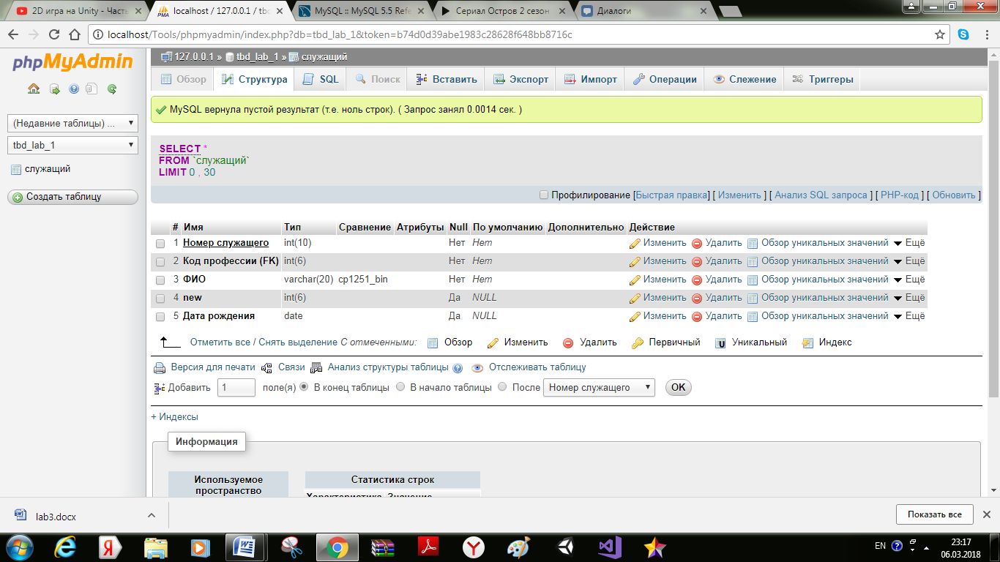 2D игра на Unity - Часть
localhost / 127.0.0.1 / tbd
MySQL :: MySQL 5.5 Refe
Сериал Остров 2 сезон
Диалоги
localhost/Tools/phpmyadmin/index.php?db=tbd_lab_1&token=b74d0d39abe1983c28628f648bb8716c
phpMyAdmin
127.0.0.1 » tbd_lab_1 » служащий
Обзор Структура SQL Поиск Вставить Экспорт Импорт Операции Слежение Триггеры
(Недавние таблицы) ...
tbd_lab_1
служащий
Создать таблицу
MySQL вернула пустой результат (т.е. ноль строк). ( Запрос занял 0.0014 сек. )
SELECT *
FROM `служащий`
LIMIT 0 , 30
Профилирование [Быстрая правка] [ Изменить ] [ Анализ SQL запроса ] [ PHP-код ] [ Обновить ]
# Имя Тип Сравнение Атрибуты Null По умолчанию Дополнительно Действие
1 Номер служащего int(10) Нет Нет Изменить Удалить Обзор уникальных значений Ещё
2 Код профессии (FK) int(6) Нет Нет Изменить Удалить Обзор уникальных значений Ещё
3 ФИО varchar(20) cp1251_bin Нет Нет Изменить Удалить Обзор уникальных значений Ещё
4 new int(6) Да NULL Изменить Удалить Обзор уникальных значений Ещё
5 Дата рождения date Да NULL Изменить Удалить Обзор уникальных значений Ещё
Отметить все / Снять выделение С отмеченными: Обзор Изменить Удалить Первичный Уникальный Индекс
Версия для печати Связи Анализ структуры таблицы Отслеживать таблицу
Добавить 1 поле(я) В конец таблицы В начало таблицы После Номер служащего OK
+ Индексы
Информация
Используемое
пространство
Статистика строк
Характеристика Значение
lab3.docx
Показать все
EN
23:17
06.03.2018